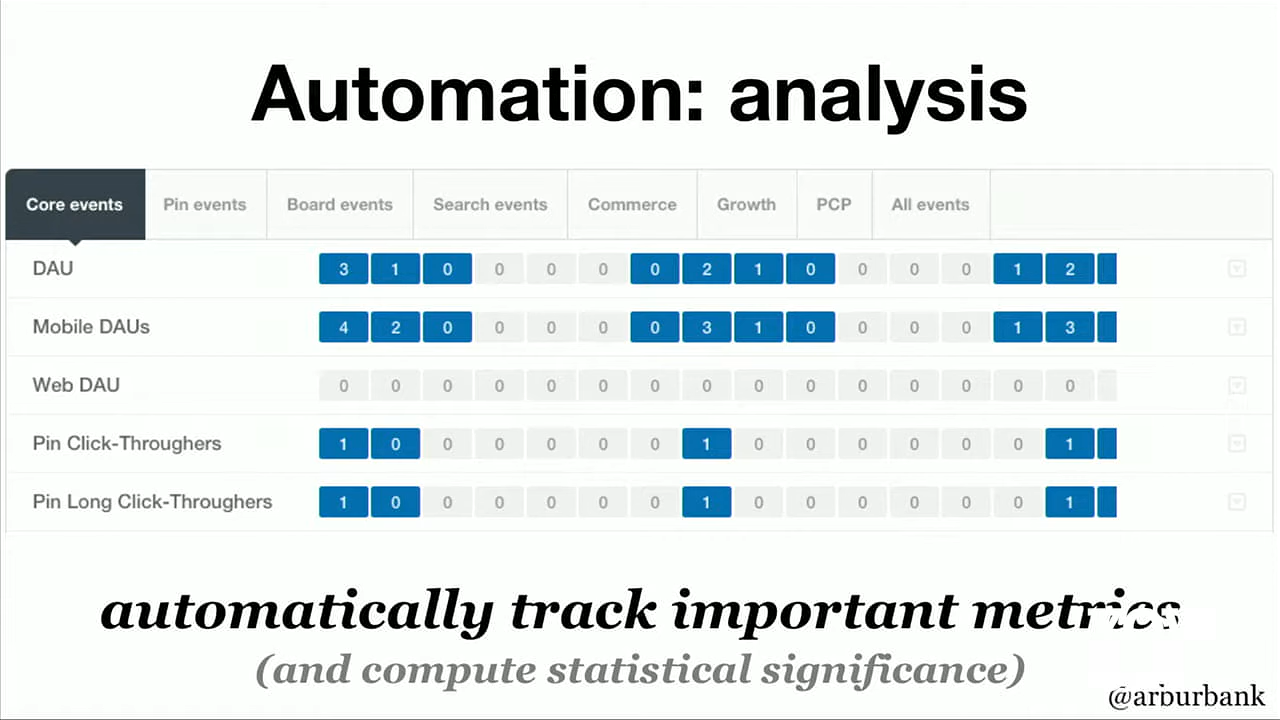 Automation: analysis
Core events Pin events Board events Search events Commerce Growth PCP All events
DAU 3 1 0 0 0 0 0 2 1 0 0 0 0 1 2
Mobile DAUs 4 2 0 0 0 0 0 3 1 0 0 0 0 1 3
Web DAU 0 0 0 0 0 0 0 0 0 0 0 0 0 0 0
Pin Click-Throughers 1 0 0 0 0 0 0 1 0 0 0 0 0 0 1
Pin Long Click-Throughers 1 0 0 0 0 0 0 1 0 0 0 0 0 0 1
automatically track important metrics
(and compute statistical significance)
@arburbank